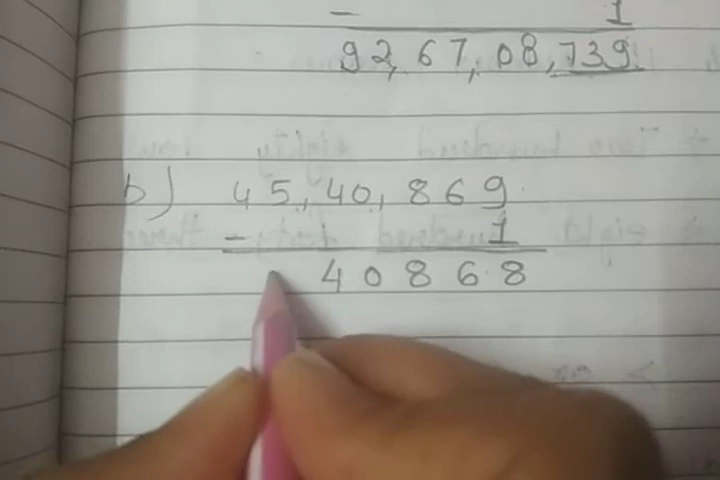 - 1
92,67,08,739
b) 45,40,869
- 1
40868